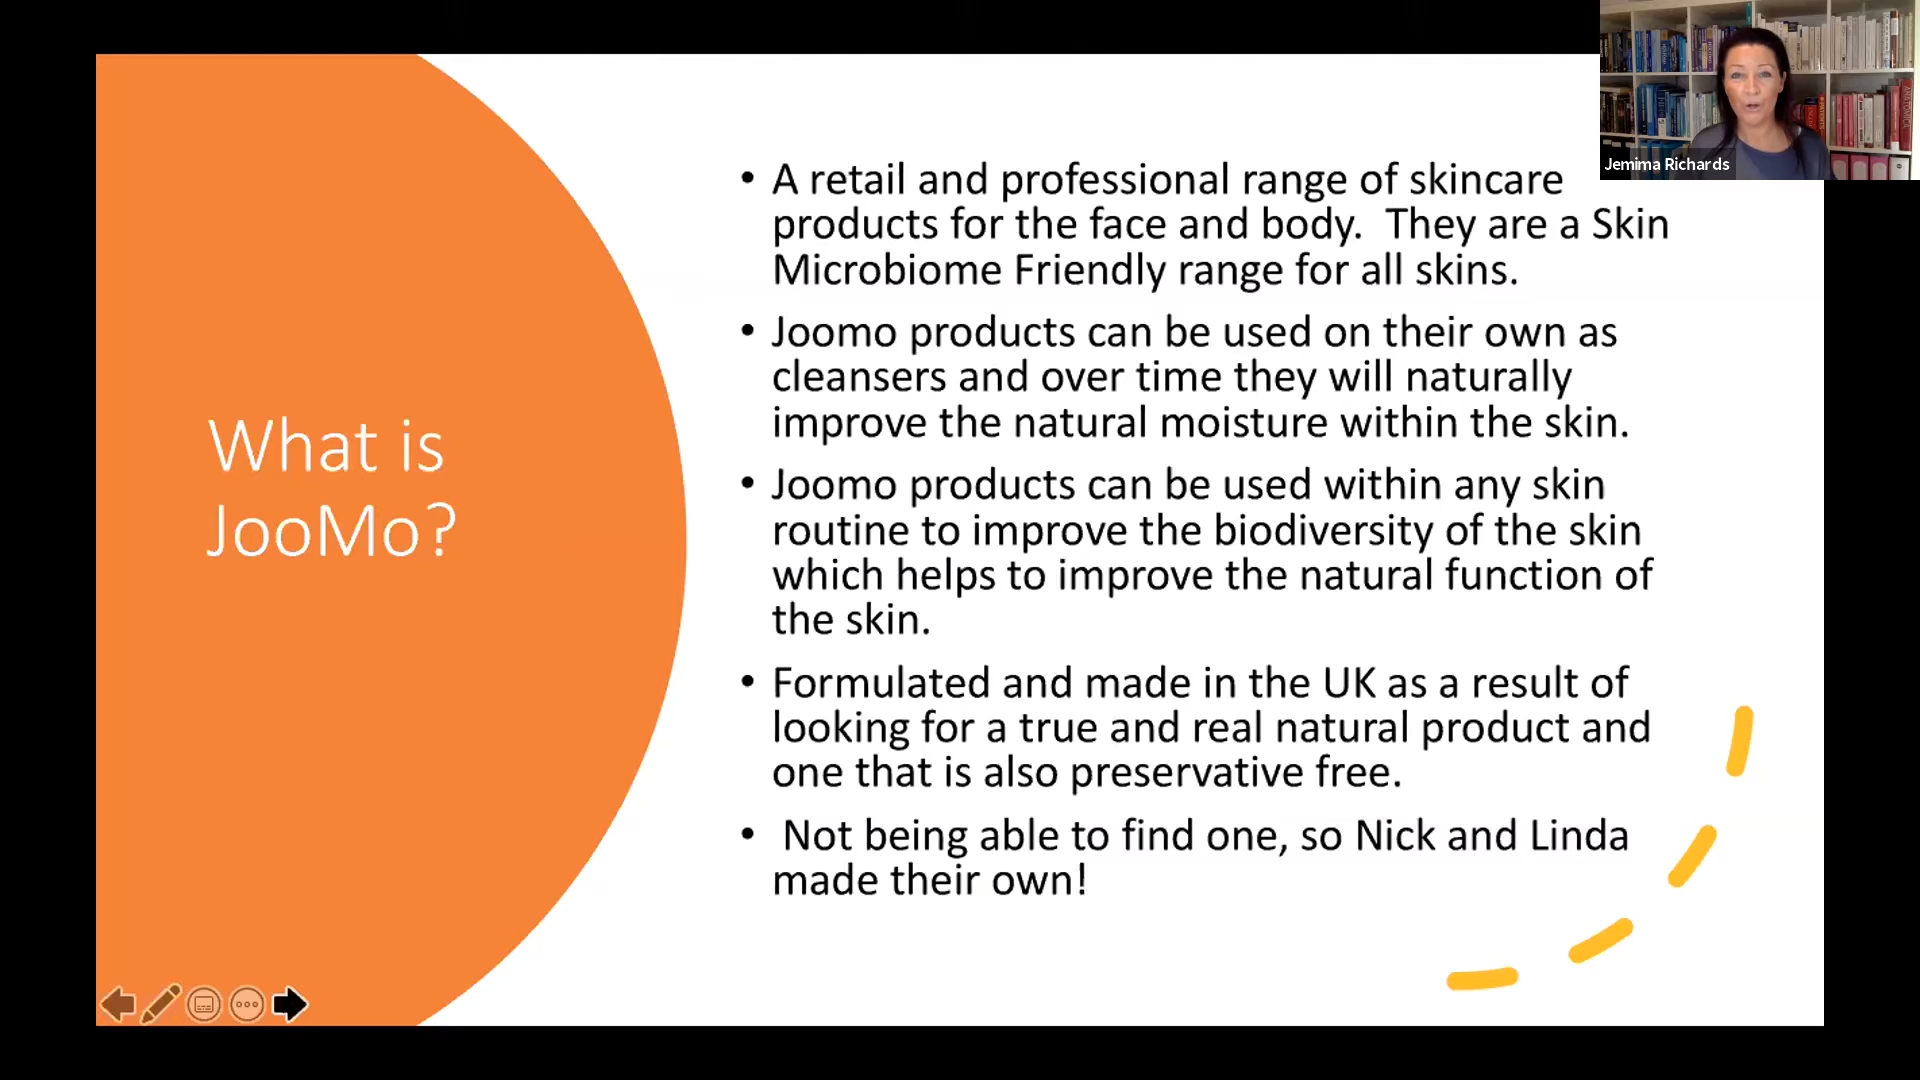 What is
JooMo?
• A retail and professional range of skincare
products for the face and body.  They are a Skin
Microbiome Friendly range for all skins.
• Joomo products can be used on their own as
cleansers and over time they will naturally
improve the natural moisture within the skin.
• Joomo products can be used within any skin
routine to improve the biodiversity of the skin
which helps to improve the natural function of
the skin.
• Formulated and made in the UK as a result of
looking for a true and real natural product and
one that is also preservative free.
•  Not being able to find one, so Nick and Linda
made their own!
Jemima Richards